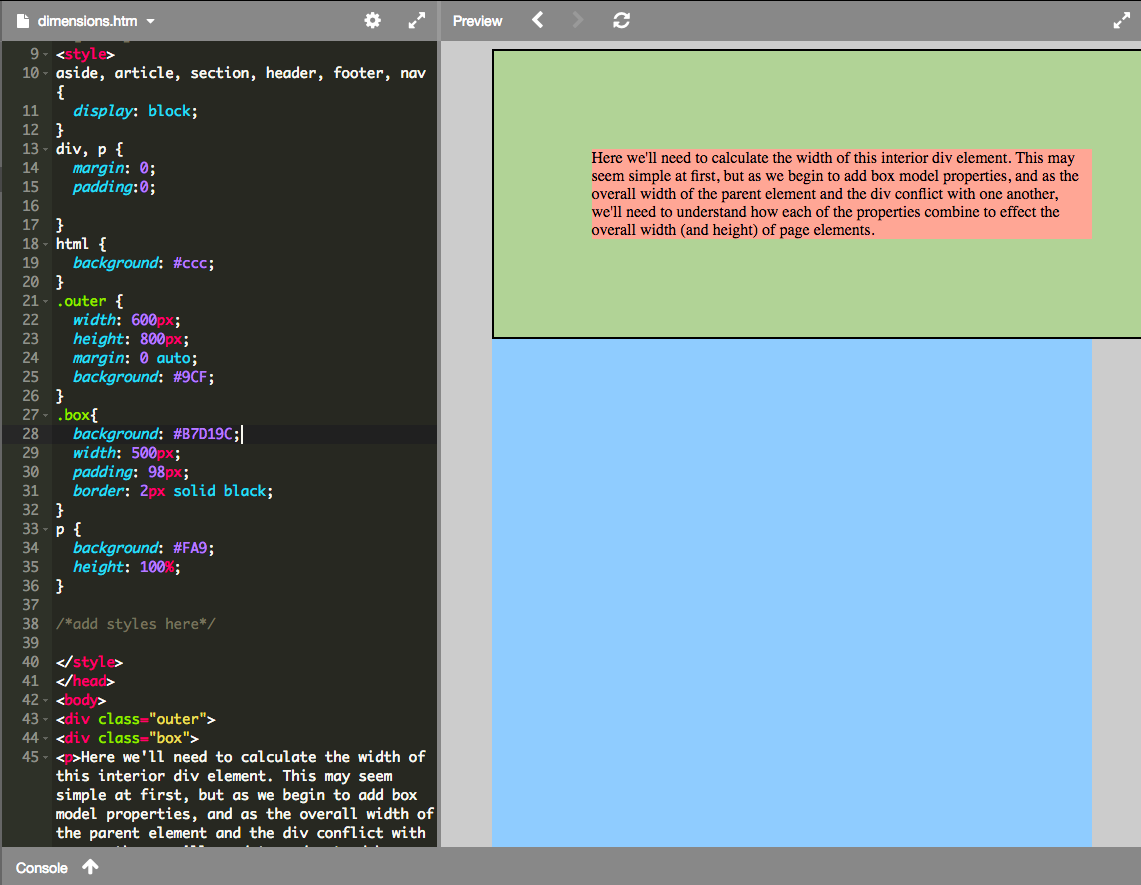 dimensions.htm
Preview
9 <style>
10 aside, article, section, header, footer, nav
{
11 display: block;
12 }
13 div, p {
14 margin: 0;
15 padding:0;
16
17 }
18 html {
19 background: #ccc;
20 }
21 .outer {
22 width: 600px;
23 height: 800px;
24 margin: 0 auto;
25 background: #9CF;
26 }
27 .box{
28 background: #B7D19C;
29 width: 500px;
30 padding: 98px;
31 border: 2px solid black;
32 }
33 p {
34 background: #FA9;
35 height: 100%;
36 }
37
38 /*add styles here*/
39
40 </style>
41 </head>
42 <body>
43 <div class="outer">
44 <div class="box">
45 <p>Here we'll need to calculate the width of
this interior div element. This may seem
simple at first, but as we begin to add box
model properties, and as the overall width of
the parent element and the div conflict with
Here we'll need to calculate the width of this interior div element. This may
seem simple at first, but as we begin to add box model properties, and as the
overall width of the parent element and the div conflict with one another,
we'll need to understand how each of the properties combine to effect the
overall width (and height) of page elements.
Console